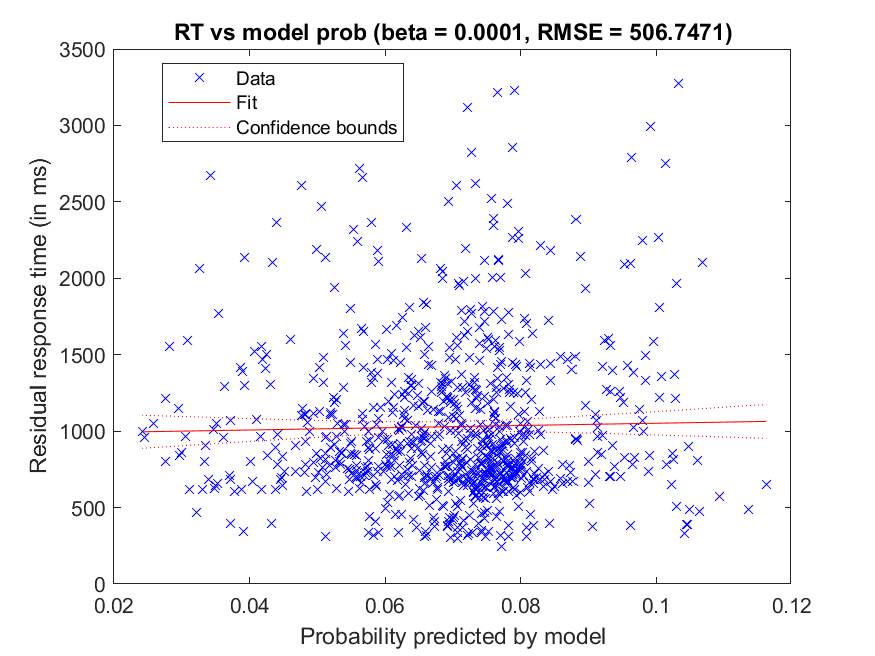 RT vs model prob (beta = 0.0001, RMSE = 506.7471)
Data
Fit
Confidence bounds
Residual response time (in ms)
3500
3000
2500
2000
1500
1000
500
0
0.02 0.04 0.06 0.08 0.1 0.12
Probability predicted by model